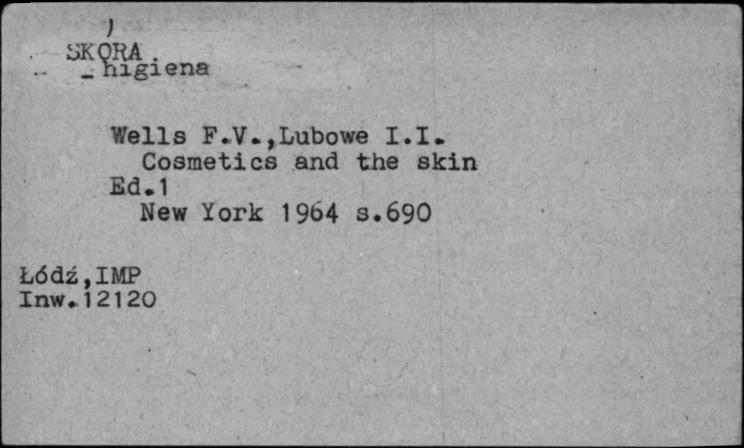 SKÓRA
- higiena
Wells F.V.,Lubowe I.I.
Cosmetics and the skin
Ed.1
New York 1964 s.690
Łódź,IMP
Inw.12120